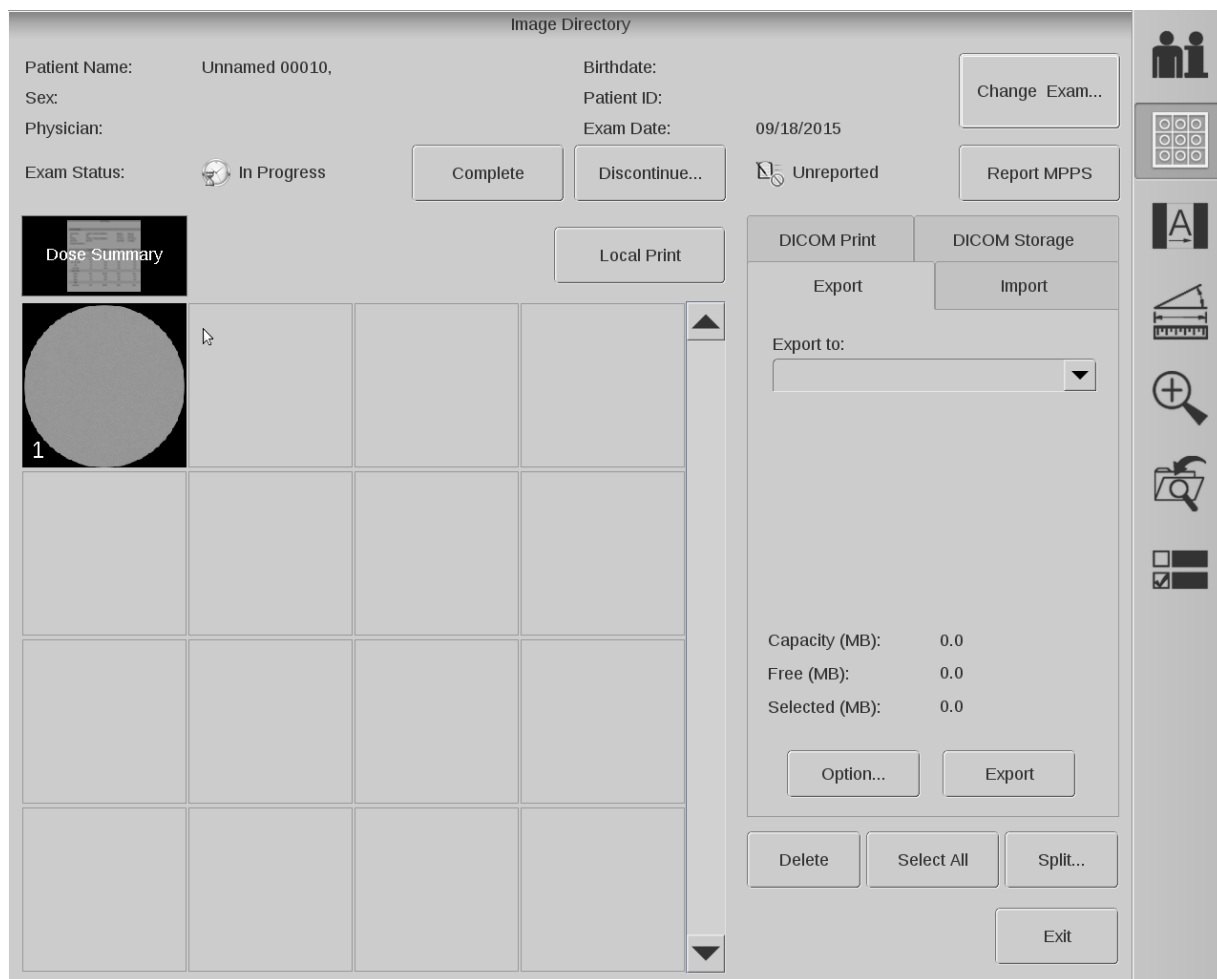 Image Directory
Patient Name: Unnamed 00010, Birthdate:
Change Exam...
Sex: Patient ID:
Physician: Exam Date: 09/18/2015
Exam Status: In Progress Complete Discontinue... Unreported Report MPPS
Dose Summary
Local Print
DICOM Print DICOM Storage
Export Import
Export to:
1
Capacity (MB): 0.0
Free (MB): 0.0
Selected (MB): 0.0
Option... Export
Delete Select All Split...
Exit
A